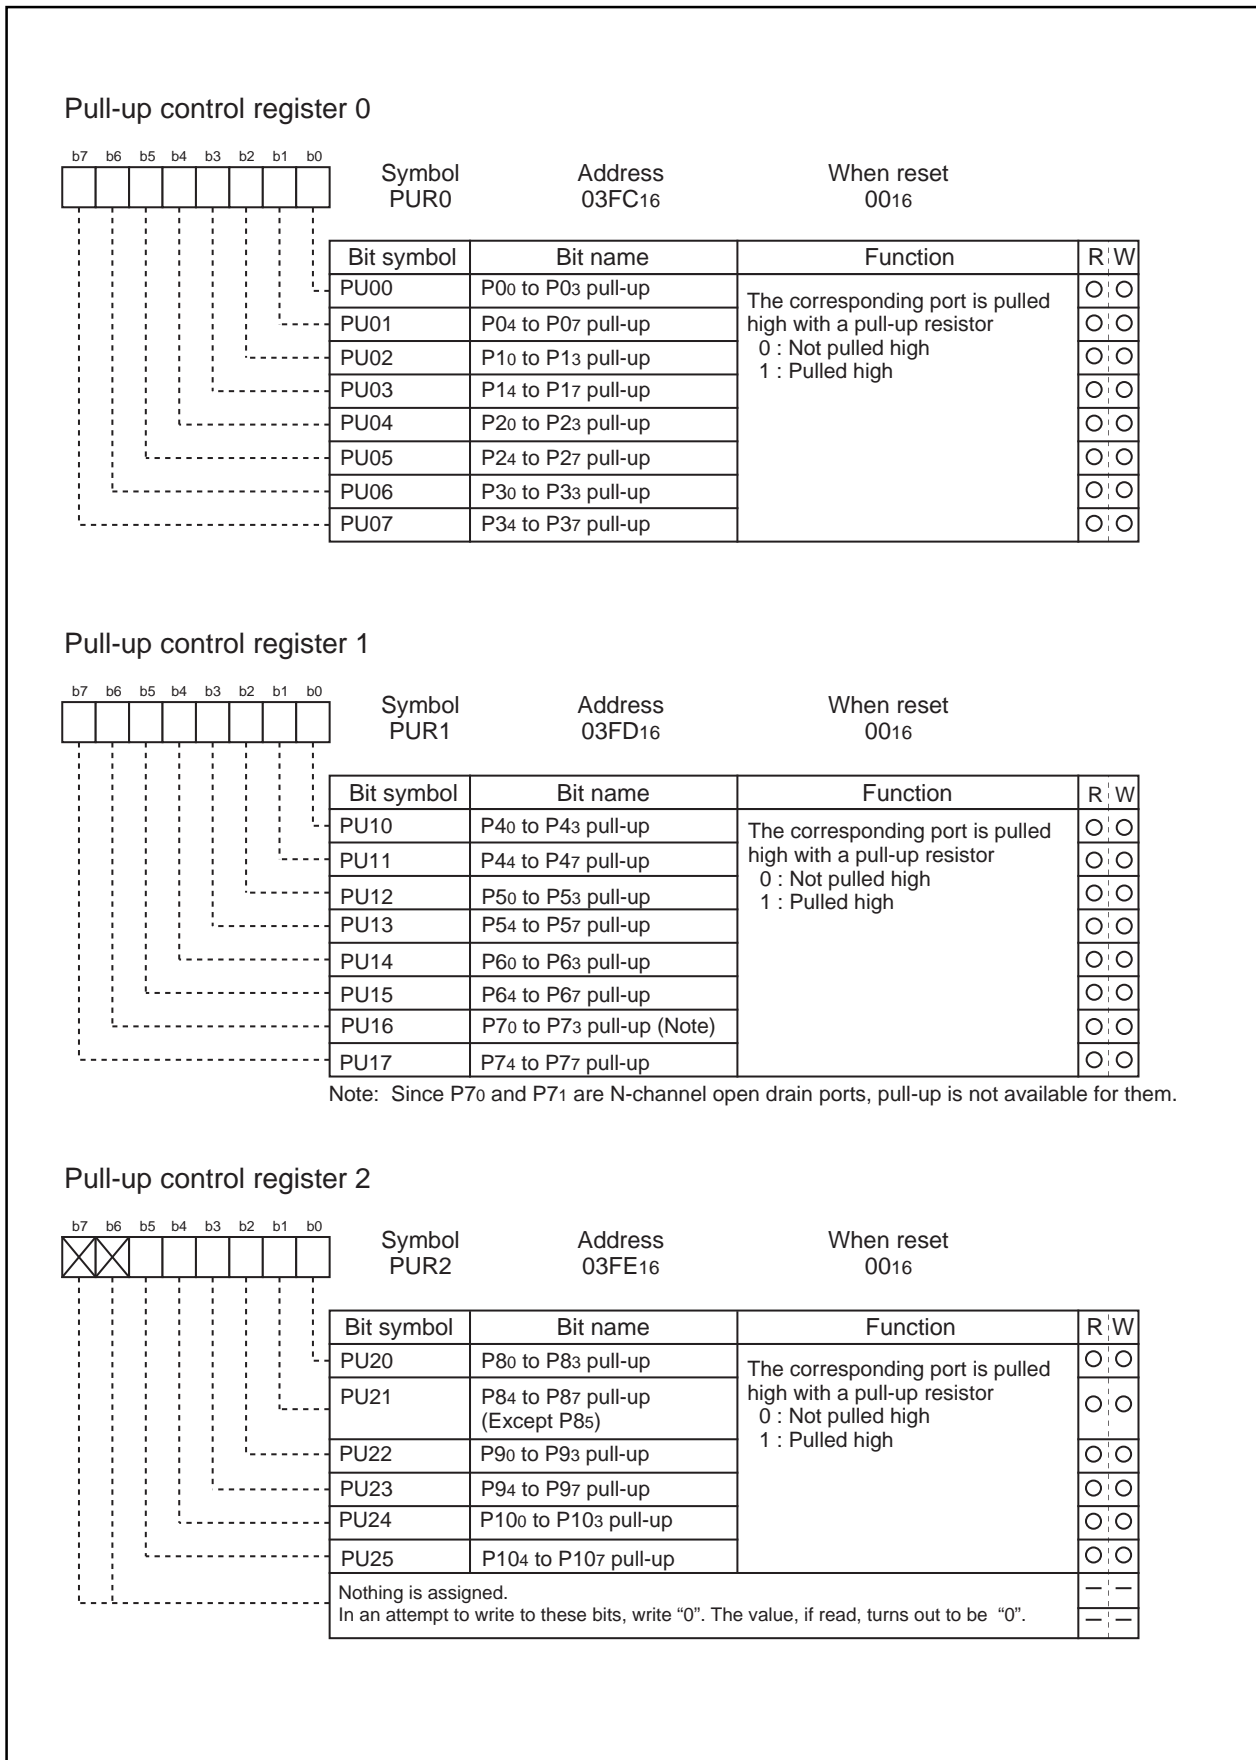 Pull-up control register 0
b7 b6 b5 b4 b3 b2 b1 b0
Symbol Address When reset
PUR0 03FC16 0016
Bit symbol Bit name Function R W
PU00 P00 to P03 pull-up The corresponding port is pulled
PU01 P04 to P07 pull-up high with a pull-up resistor
0 : Not pulled high
PU02 P10 to P13 pull-up 1 : Pulled high
PU03 P14 to P17 pull-up
PU04 P20 to P23 pull-up
PU05 P24 to P27 pull-up
PU06 P30 to P33 pull-up
PU07 P34 to P37 pull-up
Pull-up control register 1
b7 b6 b5 b4 b3 b2 b1 b0
Symbol Address When reset
PUR1 03FD16 0016
Bit symbol Bit name Function R W
PU10 P40 to P43 pull-up The corresponding port is pulled
PU11 P44 to P47 pull-up high with a pull-up resistor
0 : Not pulled high
PU12 P50 to P53 pull-up 1 : Pulled high
PU13 P54 to P57 pull-up
PU14 P60 to P63 pull-up
PU15 P64 to P67 pull-up
PU16 P70 to P73 pull-up (Note)
PU17 P74 to P77 pull-up
Note: Since P70 and P71 are N-channel open drain ports, pull-up is not available for them.
Pull-up control register 2
b7 b6 b5 b4 b3 b2 b1 b0
Symbol Address When reset
PUR2 03FE16 0016
Bit symbol Bit name Function R W
PU20 P80 to P83 pull-up The corresponding port is pulled
PU21 P84 to P87 pull-up high with a pull-up resistor
(Except P85) 0 : Not pulled high
1 : Pulled high
PU22 P90 to P93 pull-up
PU23 P94 to P97 pull-up
PU24 P100 to P103 pull-up
PU25 P104 to P107 pull-up
Nothing is assigned.
In an attempt to write to these bits, write “0”. The value, if read, turns out to be “0”.